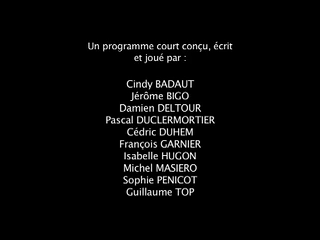 Un programme court conçu, écrit
et joué par :
Cindy BADAUT
Jérôme BIGO
Damien DELTOUR
Pascal DUCLERMORTIER
Cédric DUHEM
François GARNIER
Isabelle HUGON
Michel MASIERO
Sophie PENICOT
Guillaume TOP